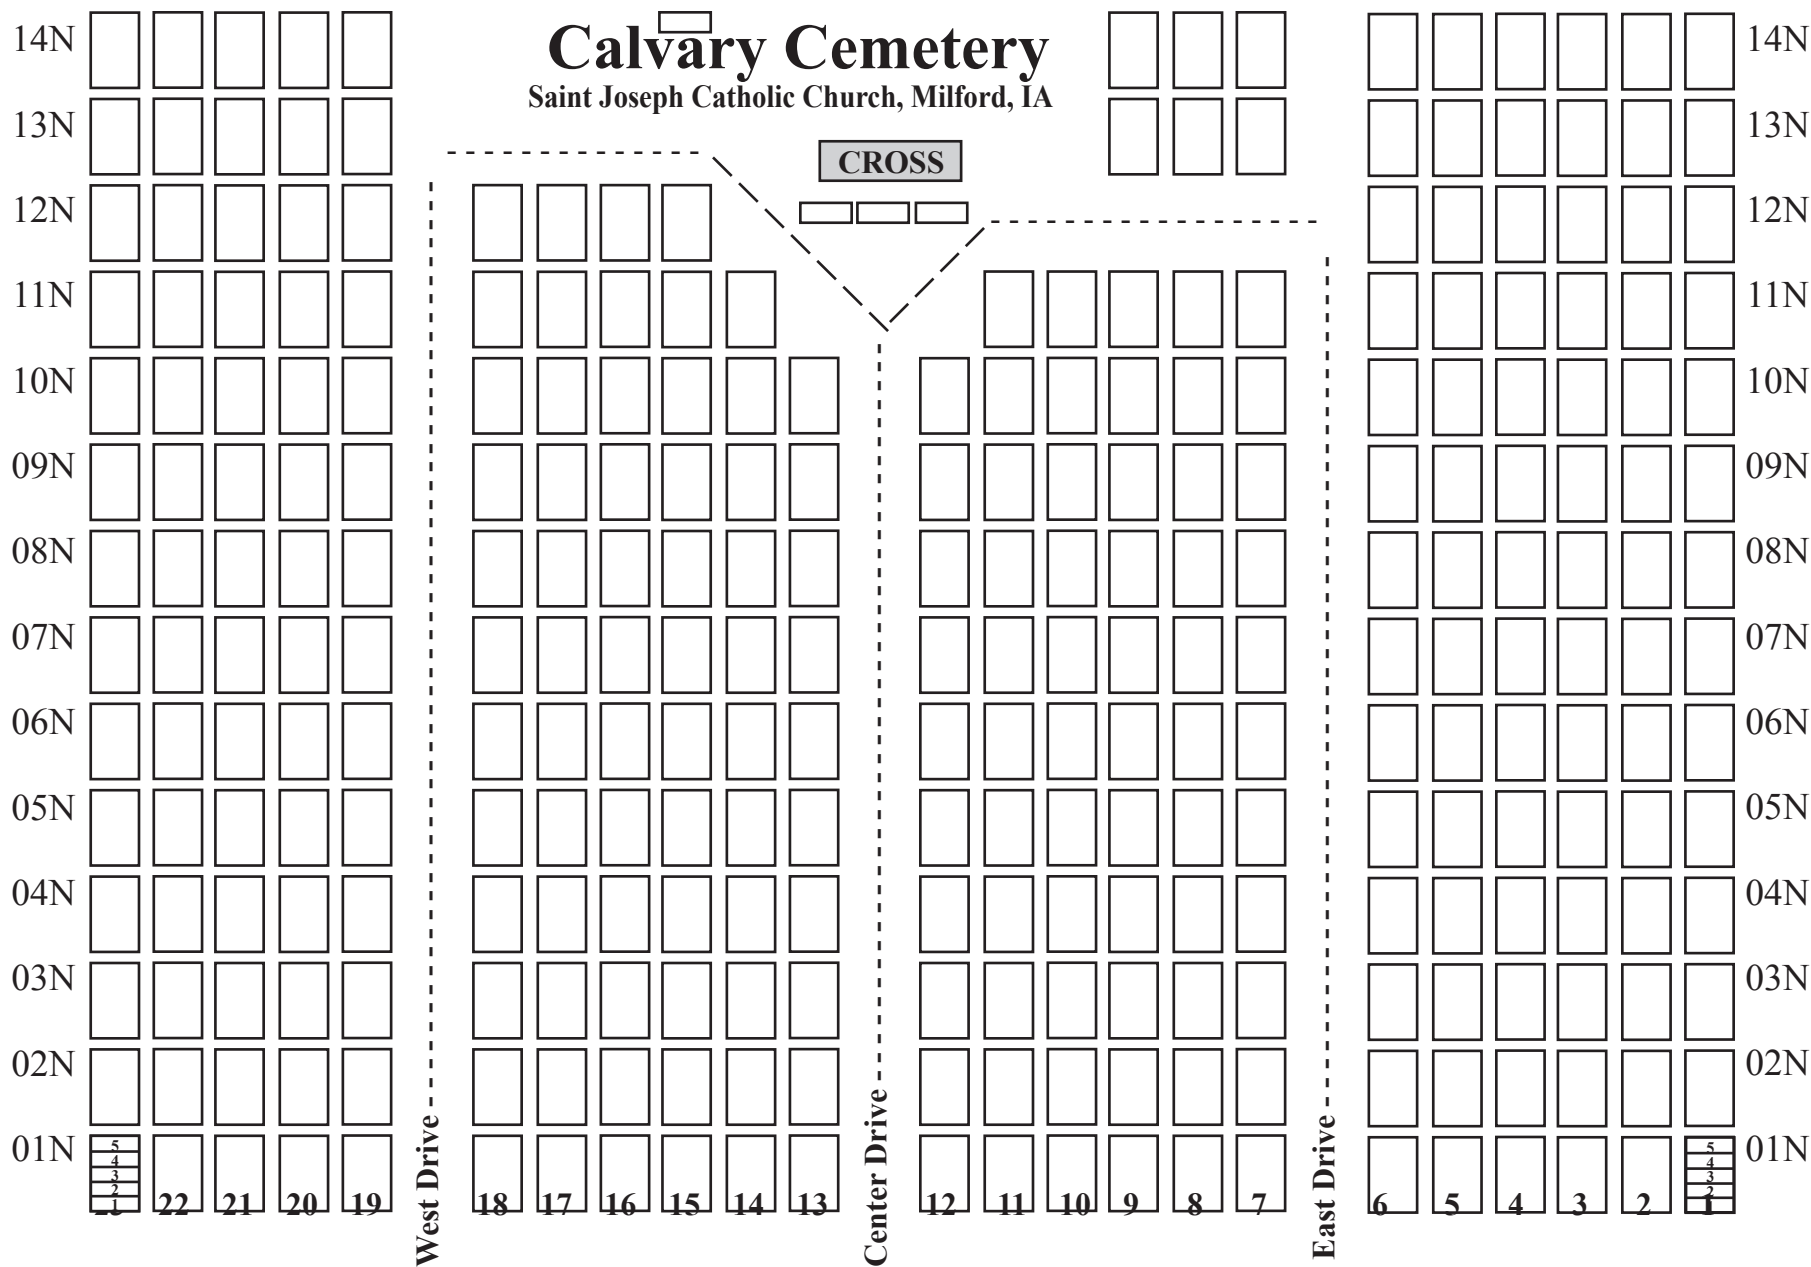 Calvary Cemetery
Saint Joseph Catholic Church, Milford, IA
CROSS
14N 14N
13N 13N
12N 12N
11N 11N
10N 10N
09N 09N
08N 08N
07N 07N
06N 06N
05N 05N
04N 04N
03N 03N
02N 02N
01N 01N
5 5
4 4
3 3
2 2
1 1
23 22 21 20 19 18 17 16 15 14 13 12 11 10 9 8 7 6 5 4 3 2 1
West Drive
Center Drive
East Drive